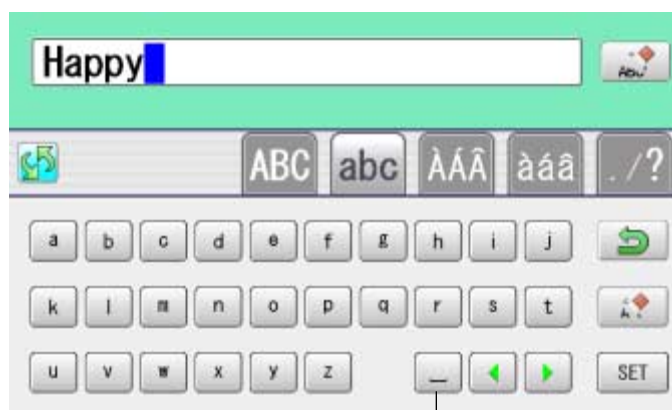 Happy
ABC abc ÀÁÂ àáâ ./?
a b c d e f g h i j
k l m n o p q r s t
u v w x y z _ SET